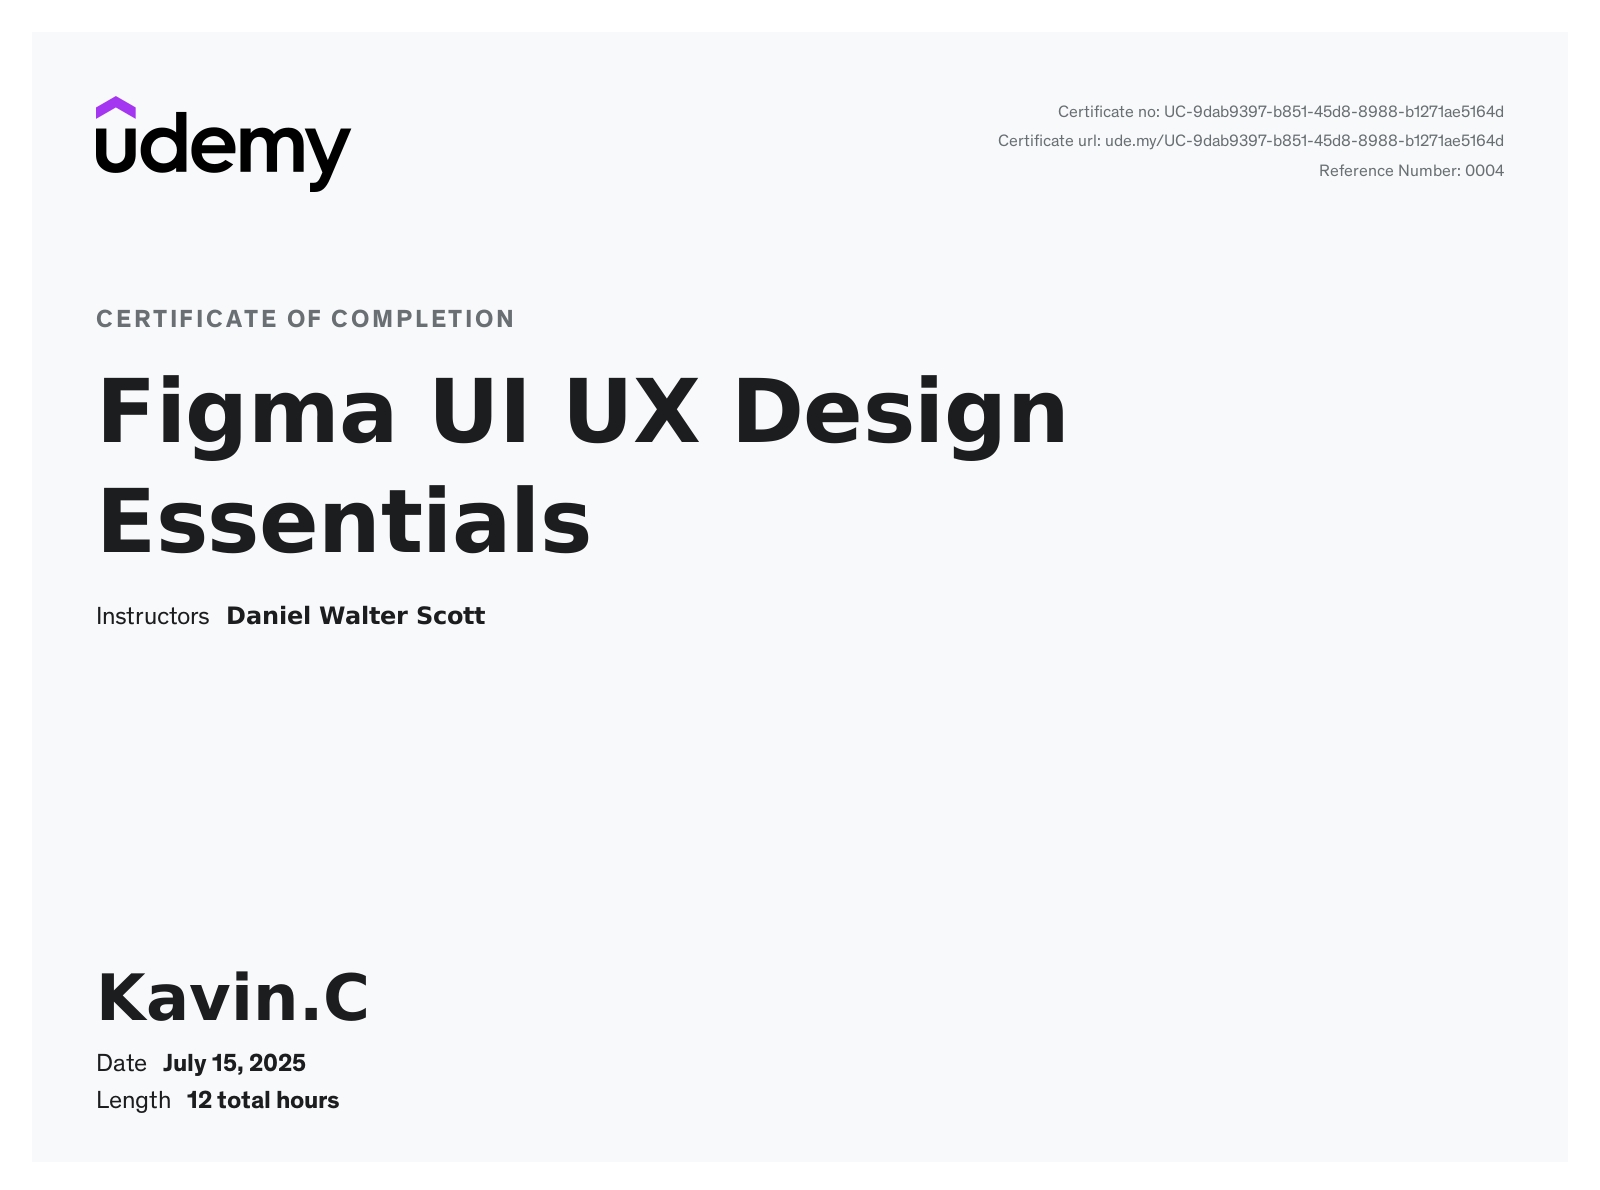 udemy
Certificate no: UC-9dab9397-b851-45d8-8988-b1271ae5164d
Certificate url: ude.my/UC-9dab9397-b851-45d8-8988-b1271ae5164d
Reference Number: 0004
CERTIFICATE OF COMPLETION
Figma UI UX Design
Essentials
Instructors Daniel Walter Scott
Kavin.C
Date July 15, 2025
Length 12 total hours